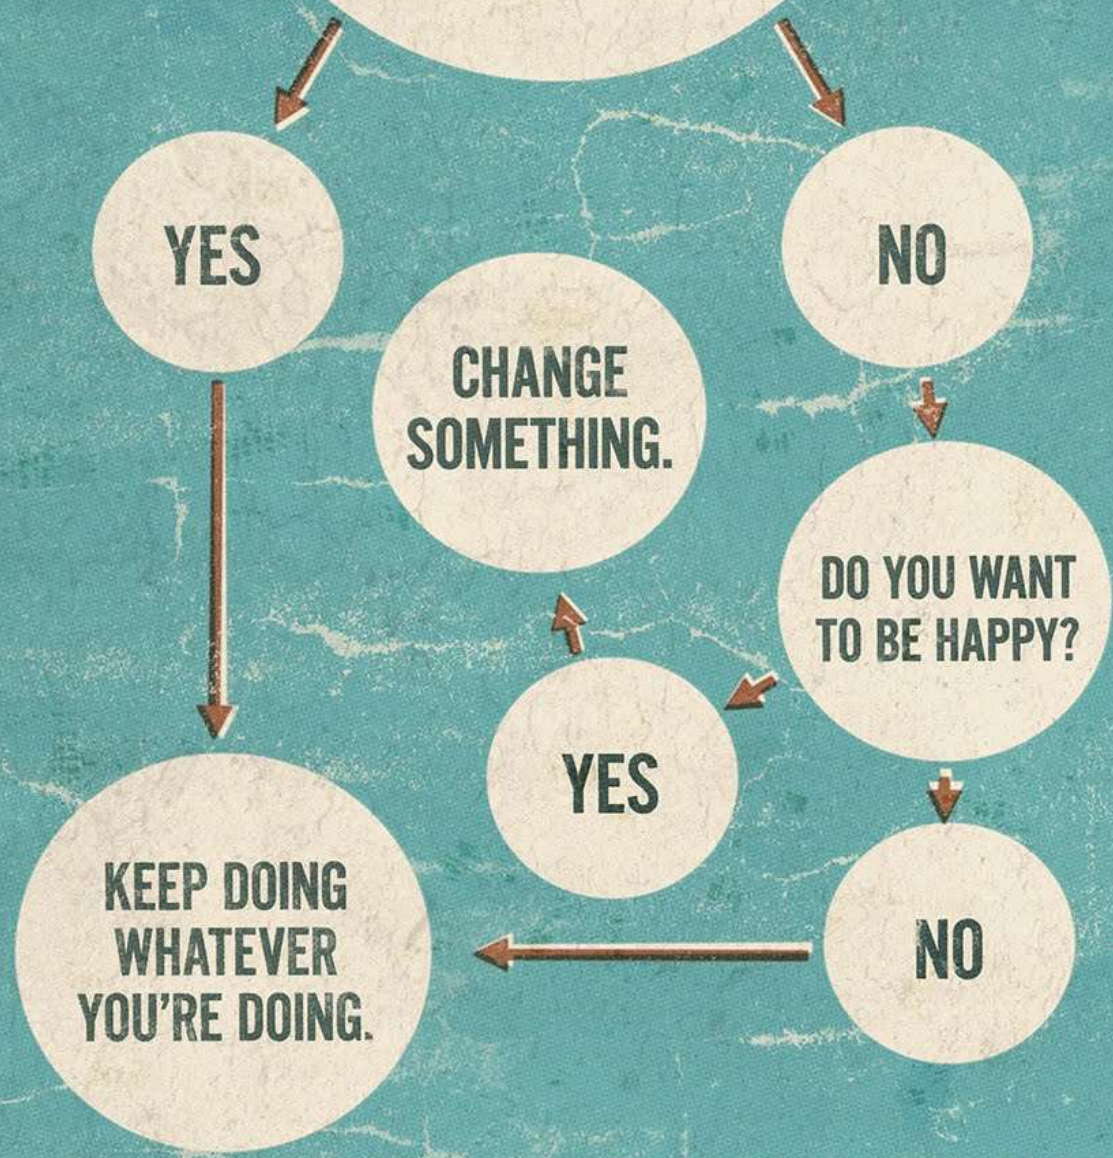 YES
NO
CHANGE
SOMETHING.
DO YOU WANT
TO BE HAPPY?
YES
KEEP DOING
WHATEVER
YOU'RE DOING.
NO